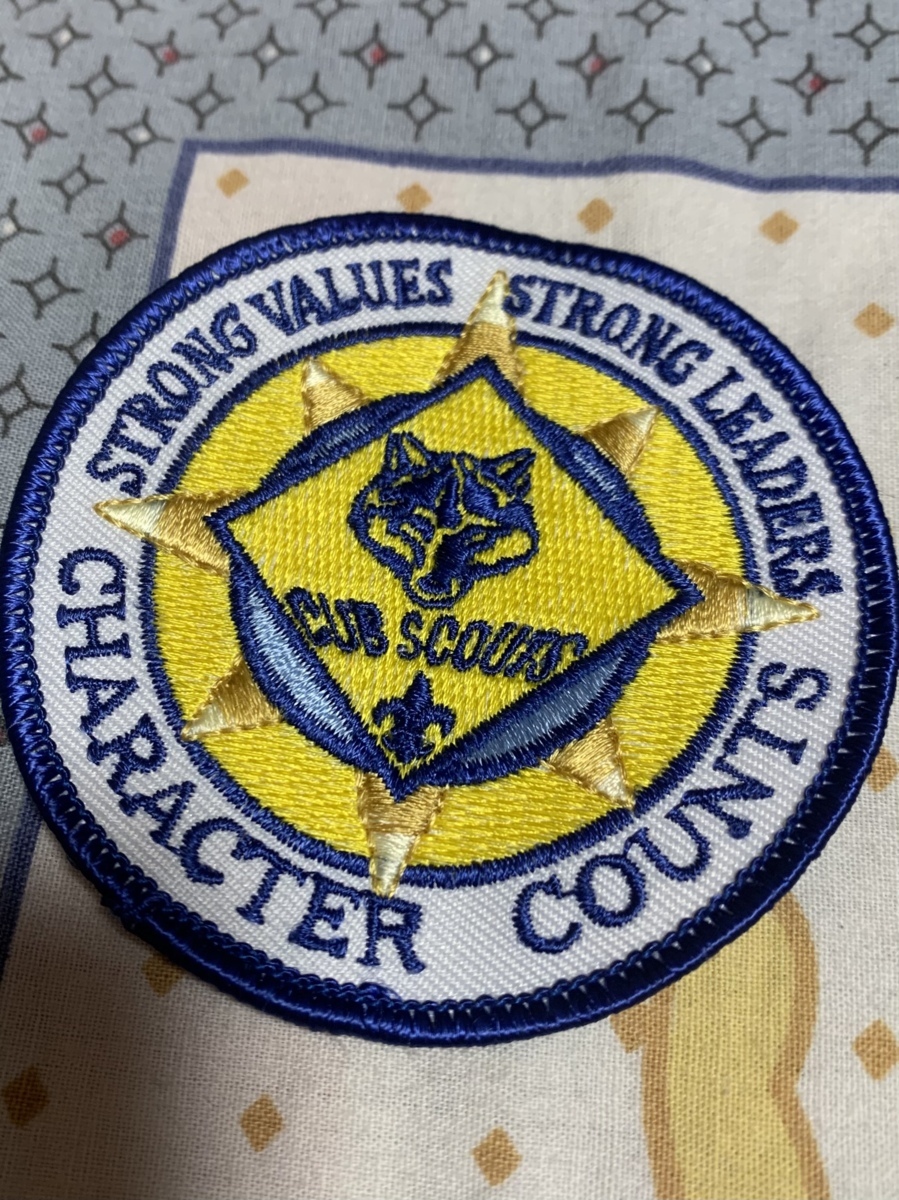 STRONG VALUES STRONG LEADERS
CUB SCOUTS
CHARACTER COUNTS